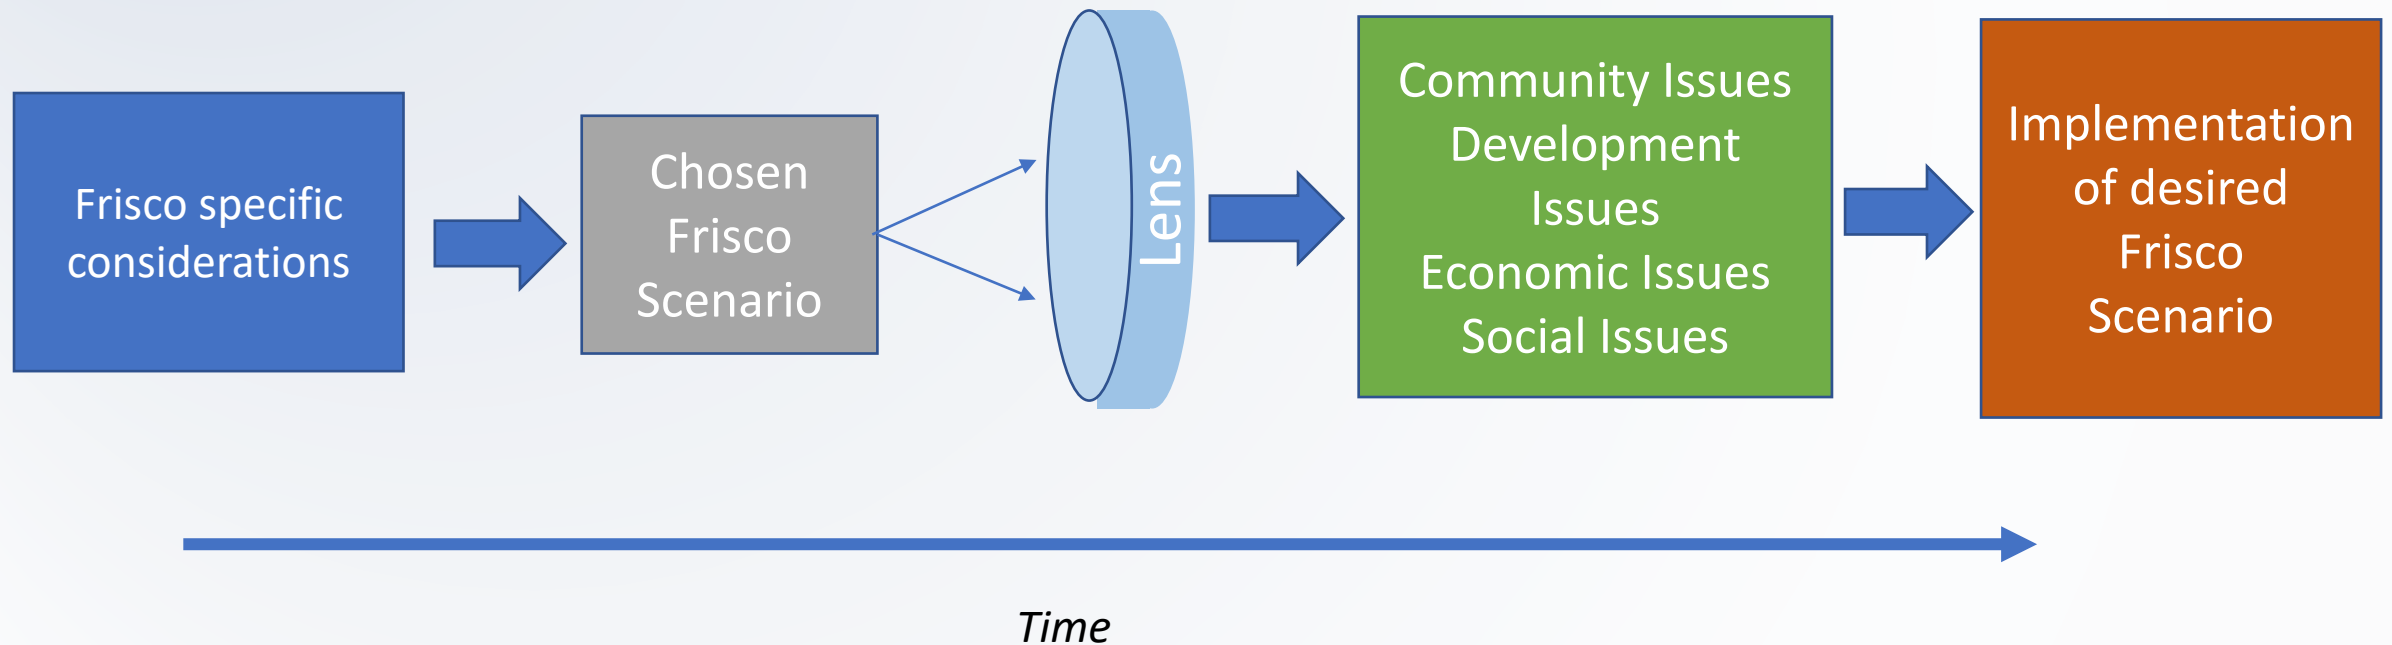 Frisco specific
considerations
Chosen
Frisco
Scenario
Lens
Community Issues
Development
Issues
Economic Issues
Social Issues
Implementation
of desired
Frisco
Scenario
Time